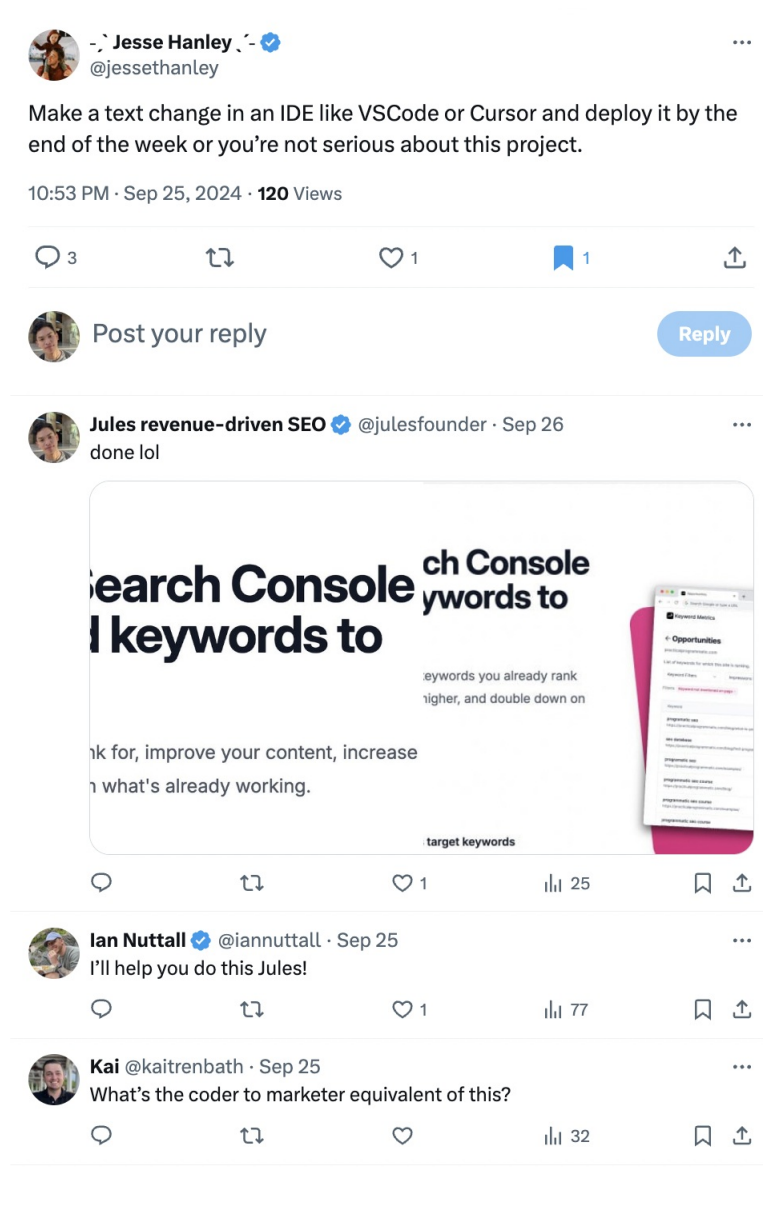 -ˏˋ Jesse Hanley ˎˊ-
@jessethanley
Make a text change in an IDE like VSCode or Cursor and deploy it by the
end of the week or you’re not serious about this project.
10:53 PM · Sep 25, 2024 · 120 Views
3
1
1
Post your reply
Reply
Jules revenue-driven SEO @julesfounder · Sep 26
done lol
Search Console
d keywords to
nk for, improve your content, increase
n what's already working.
ch Console
ywords to
keywords you already rank
higher, and double down on
target keywords
Keyword Metrics
← Opportunities
Keyword Filters
1
25
Ian Nuttall @iannuttall · Sep 25
I’ll help you do this Jules!
1
77
Kai @kaitrenbath · Sep 25
What’s the coder to marketer equivalent of this?
32